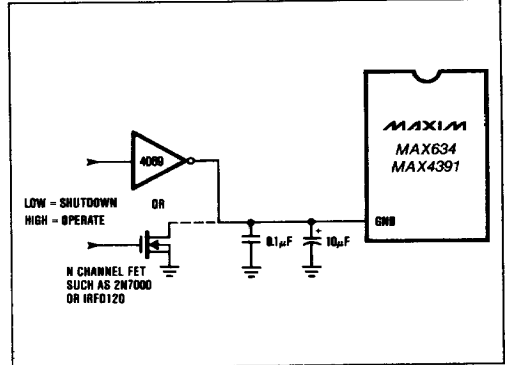 MAXIM
MAX634
MAX4391
4069
OR
LOW = SHUTDOWN
HIGH = OPERATE
GND
0.1µF
+
10µF
N CHANNEL FET
SUCH AS 2N7000
OR IRFD120